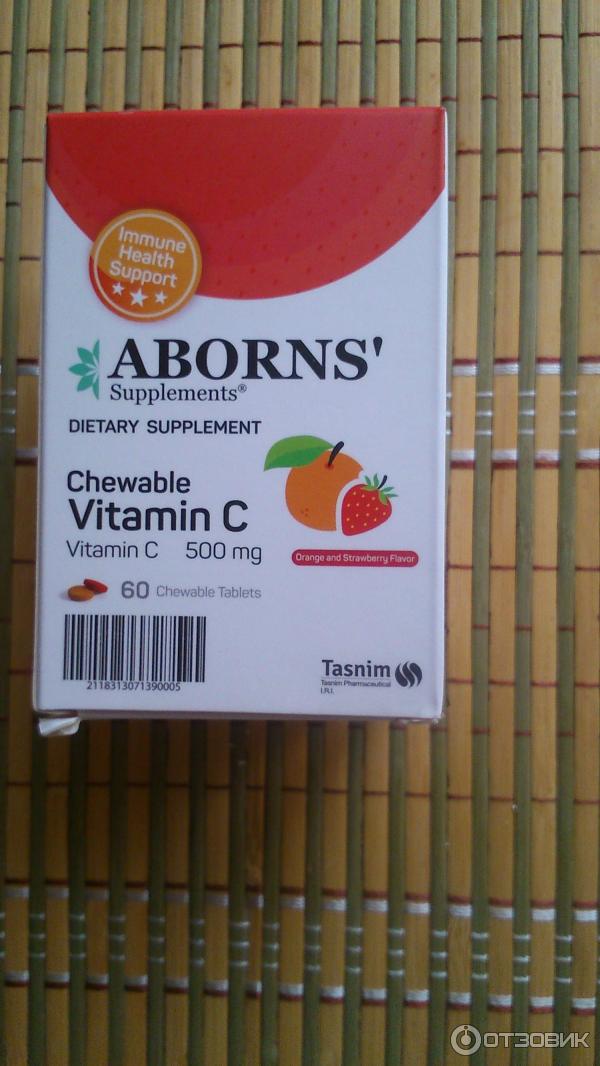 Immune
Health
Support
ABORNS'
Supplements®
DIETARY SUPPLEMENT
Chewable
Vitamin C
Vitamin C 500 mg
Orange and Strawberry Flavor
60 Chewable Tablets
2118313071390005
Tasnim
Tasnim Pharmaceutical
I.R.I.
ОТЗОВИК